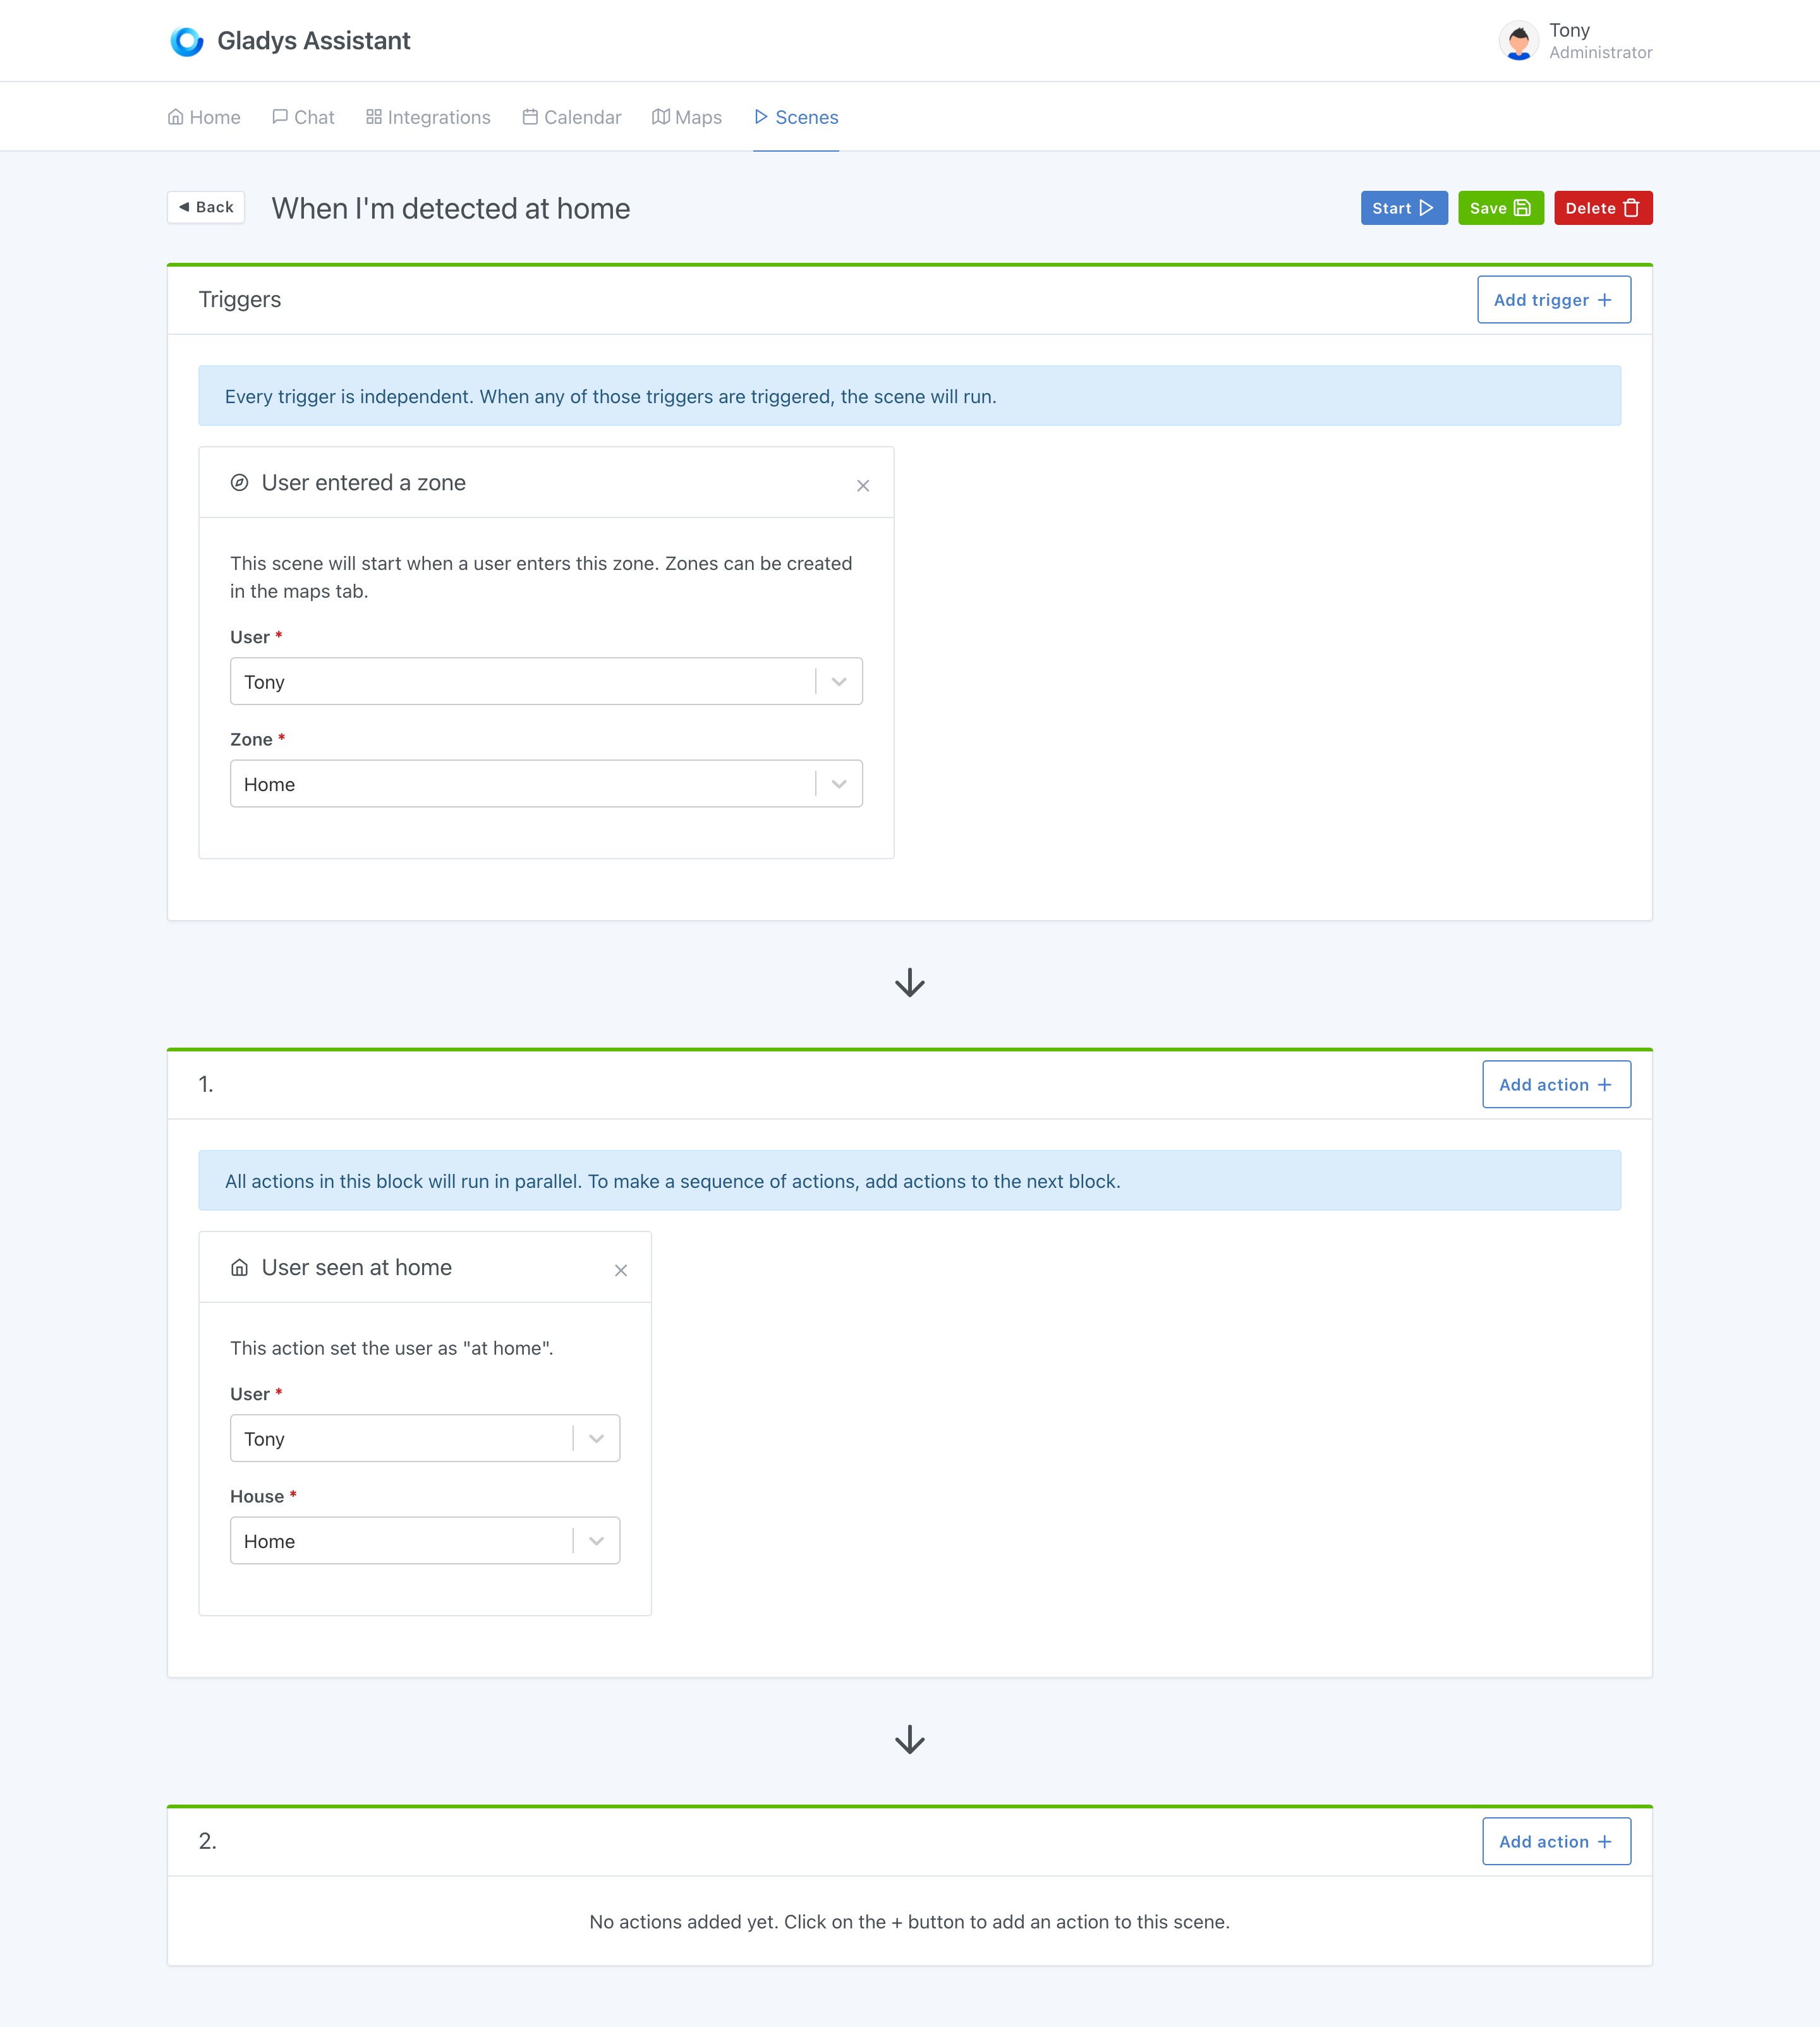 Gladys Assistant
Tony
Administrator
Home Chat Integrations Calendar Maps Scenes
◄ Back When I'm detected at home Start Save Delete
Triggers Add trigger +
Every trigger is independent. When any of those triggers are triggered, the scene will run.
User entered a zone ×
This scene will start when a user enters this zone. Zones can be created
in the maps tab.
User *
Tony
Zone *
Home
1. Add action +
All actions in this block will run in parallel. To make a sequence of actions, add actions to the next block.
User seen at home ×
This action set the user as "at home".
User *
Tony
House *
Home
2. Add action +
No actions added yet. Click on the + button to add an action to this scene.